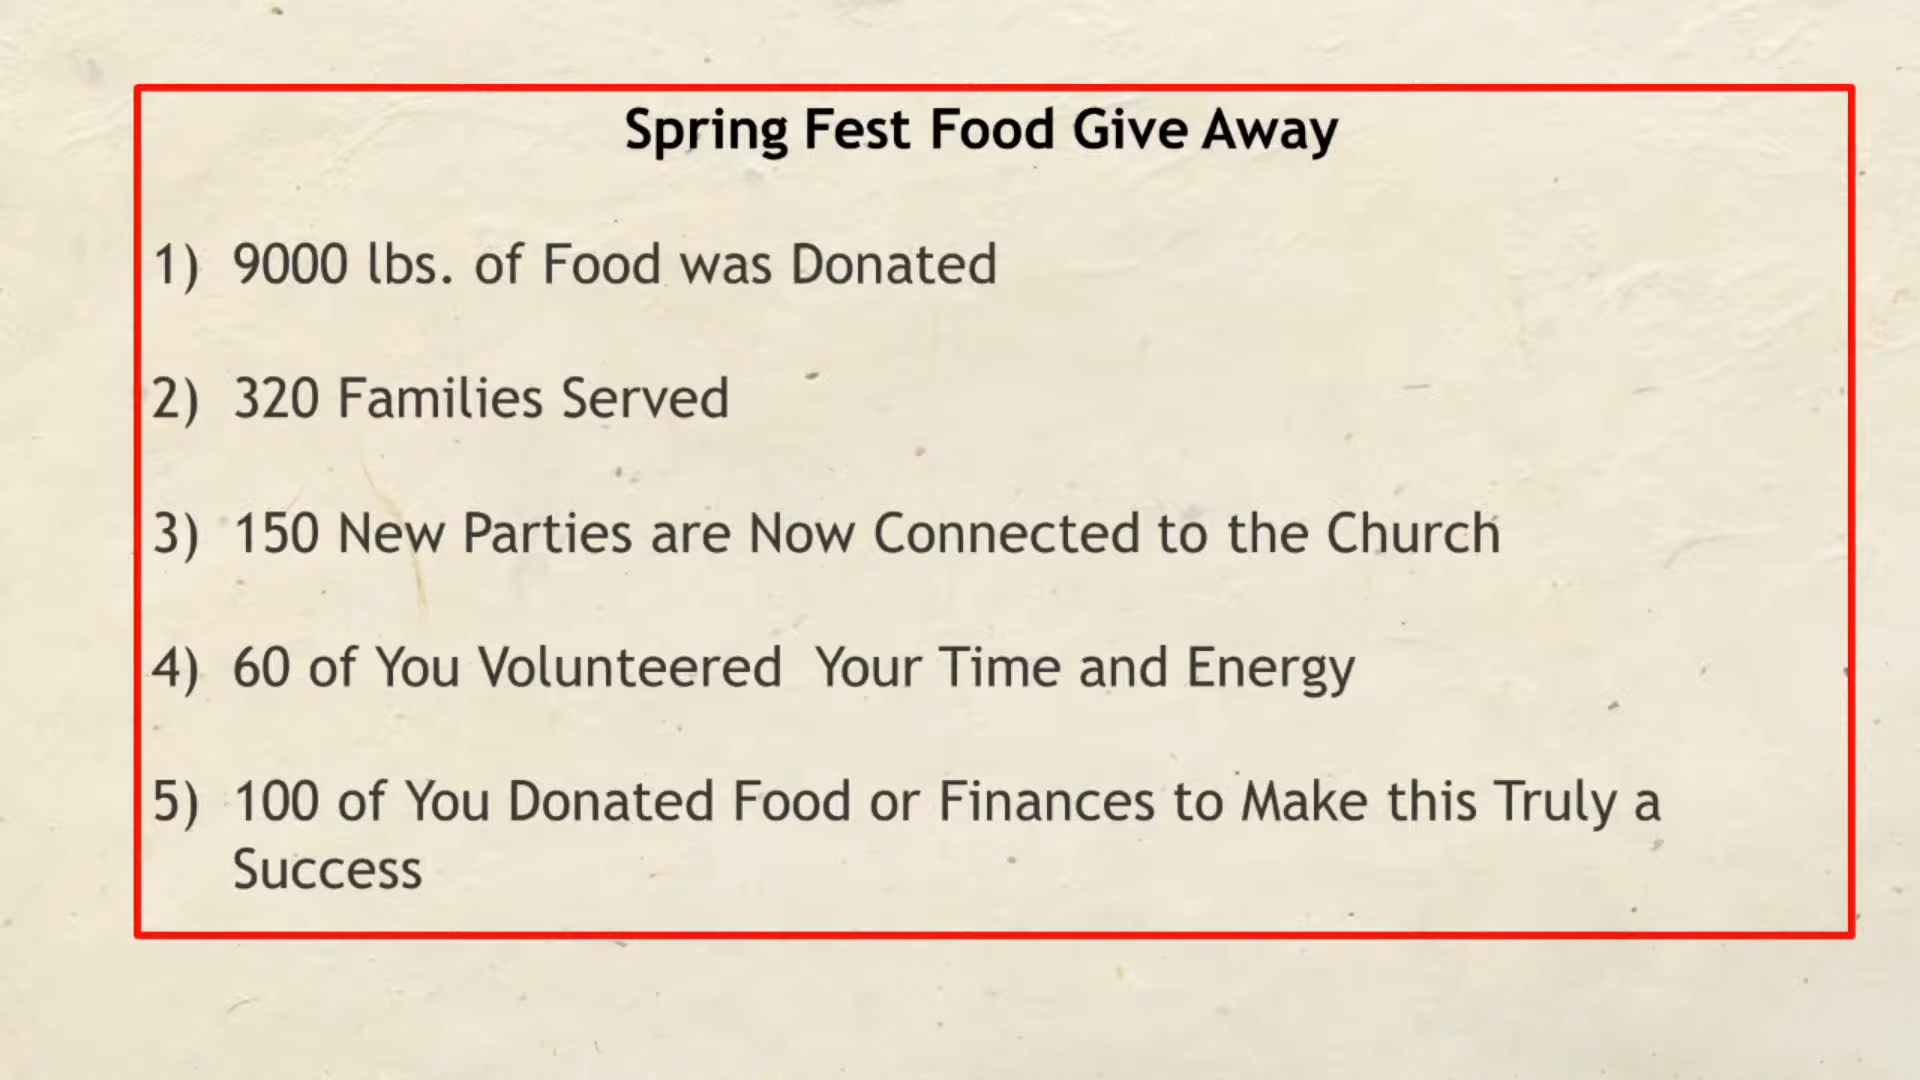 Spring Fest Food Give Away
1) 9000 lbs. of Food was Donated
2) 320 Families Served
3) 150 New Parties are Now Connected to the Church
4) 60 of You Volunteered  Your Time and Energy
5) 100 of You Donated Food or Finances to Make this Truly a
Success